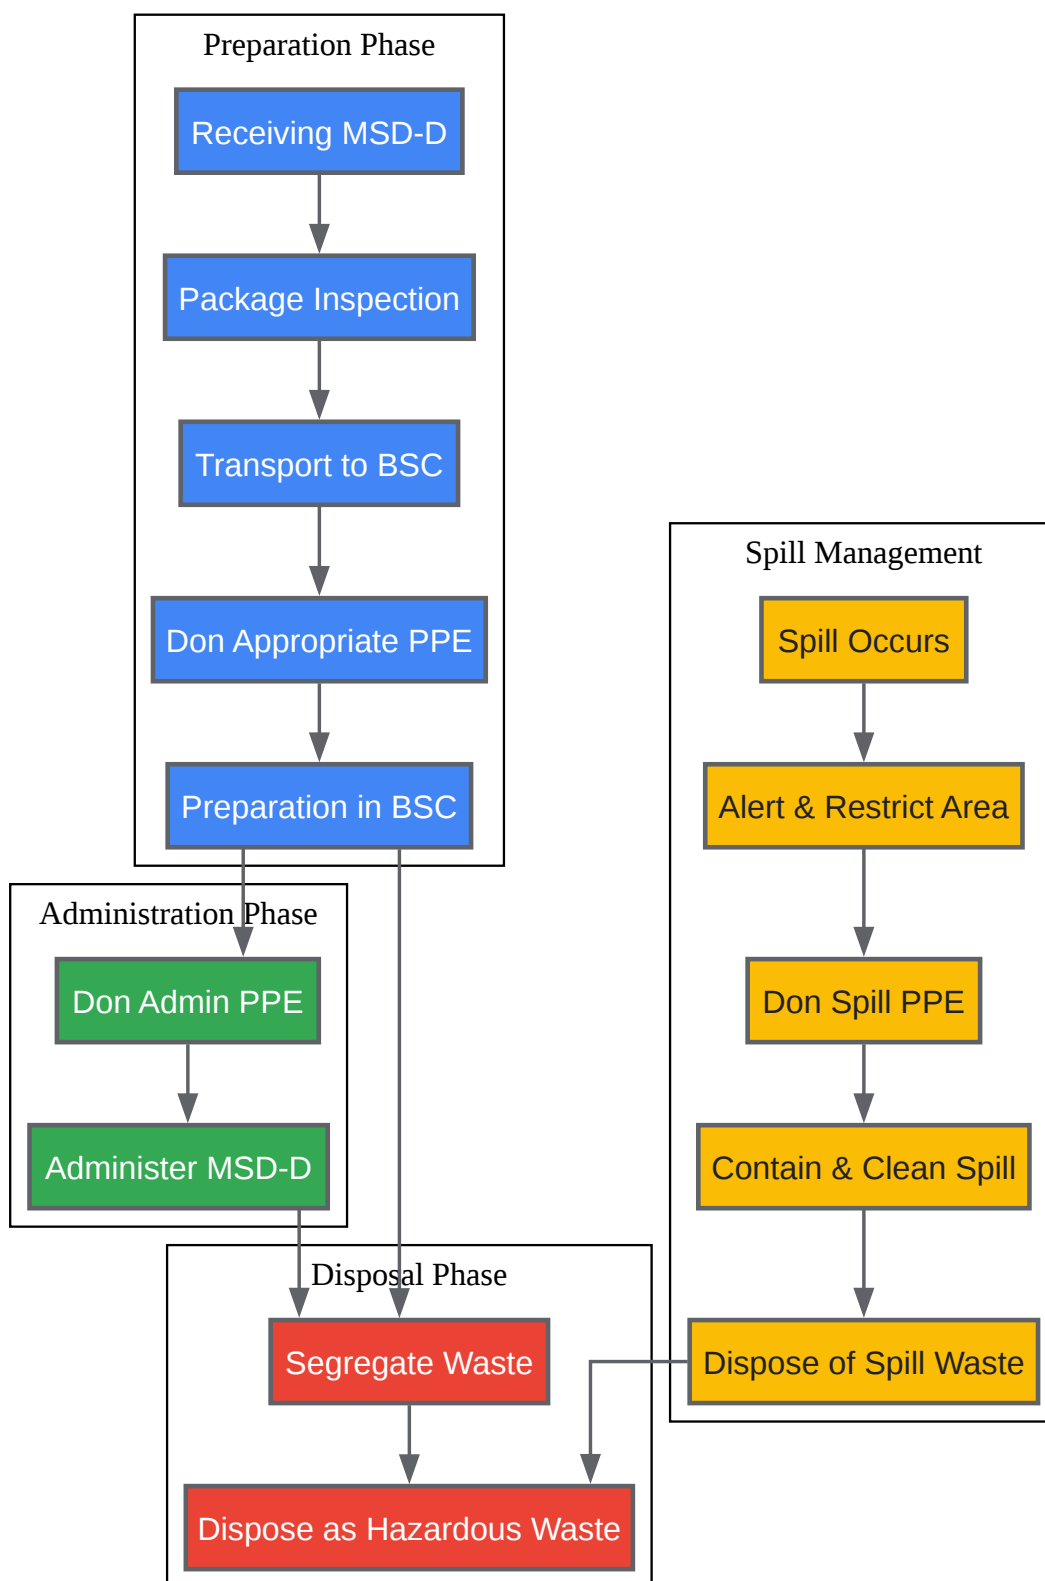 Preparation Phase
Receiving MSD-D
Package Inspection
Transport to BSC
Don Appropriate PPE
Preparation in BSC
Administration Phase
Don Admin PPE
Administer MSD-D
Spill Management
Spill Occurs
Alert & Restrict Area
Don Spill PPE
Contain & Clean Spill
Dispose of Spill Waste
Disposal Phase
Segregate Waste
Dispose as Hazardous Waste